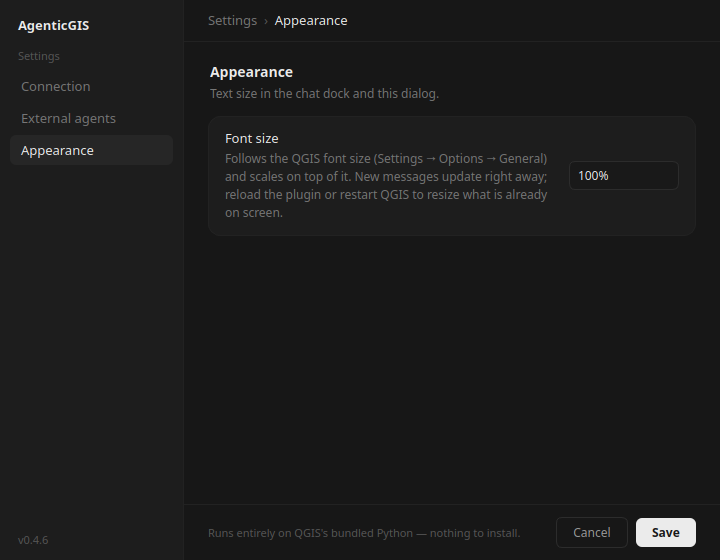 AgenticGIS
Settings
Connection
External agents
Appearance
v0.4.6
Settings › Appearance
Appearance
Text size in the chat dock and this dialog.
Font size
Follows the QGIS font size (Settings → Options → General)
and scales on top of it. New messages update right away;
reload the plugin or restart QGIS to resize what is already
on screen.
100%
Runs entirely on QGIS's bundled Python — nothing to install.
Cancel
Save